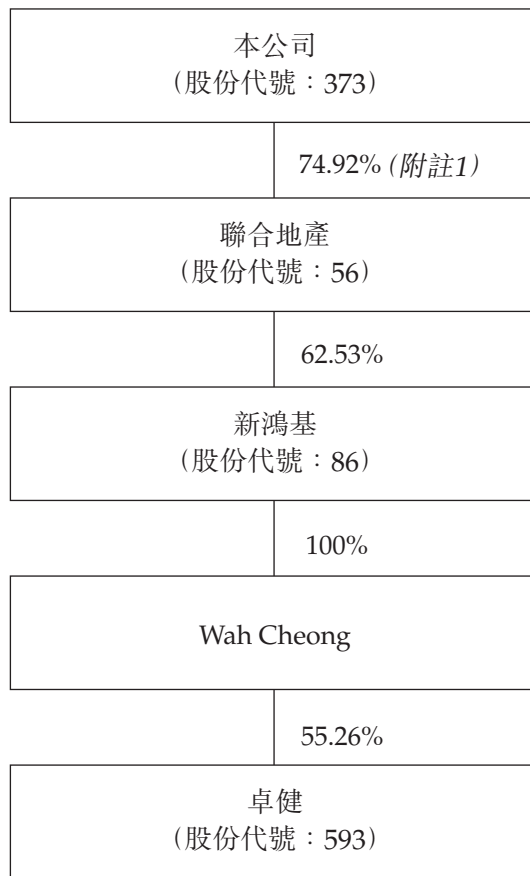 本公司
（股份代號：373）
74.92% (附註1)
聯合地產
（股份代號：56）
62.53%
新鴻基
（股份代號：86）
100%
Wah Cheong
55.26%
卓健
（股份代號：593）